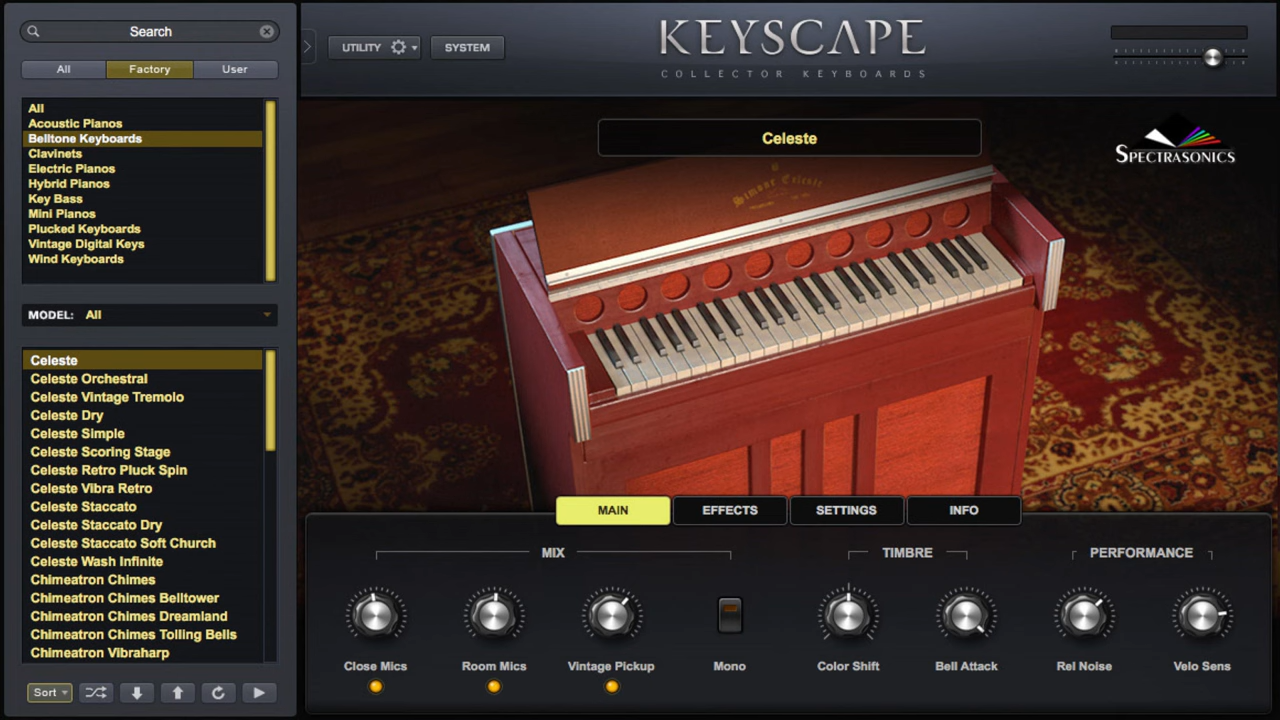 Search
All
Factory
User
All
Acoustic Pianos
Belltone Keyboards
Clavinets
Electric Pianos
Hybrid Pianos
Key Bass
Mini Pianos
Plucked Keyboards
Vintage Digital Keys
Wind Keyboards
MODEL: All
Celeste
Celeste Orchestral
Celeste Vintage Tremolo
Celeste Dry
Celeste Simple
Celeste Scoring Stage
Celeste Retro Pluck Spin
Celeste Vibra Retro
Celeste Staccato
Celeste Staccato Dry
Celeste Staccato Soft Church
Celeste Wash Infinite
Chimeatron Chimes
Chimeatron Chimes Belltower
Chimeatron Chimes Dreamland
Chimeatron Chimes Tolling Bells
Chimeatron Vibraharp
Sort
UTILITY
SYSTEM
KEYSCAPE
COLLECTOR KEYBOARDS
Celeste
SPECTRASONICS
MAIN
EFFECTS
SETTINGS
INFO
MIX
TIMBRE
PERFORMANCE
Close Mics
Room Mics
Vintage Pickup
Mono
Color Shift
Bell Attack
Rel Noise
Velo Sens